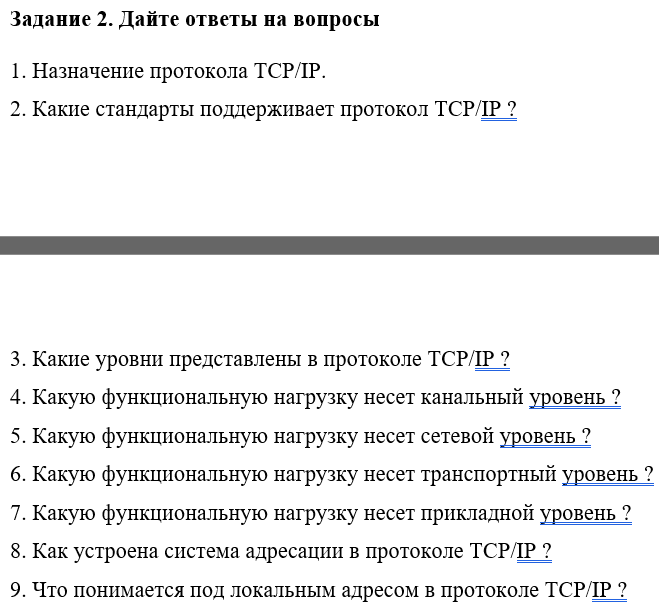 Задание 2. Дайте ответы на вопросы
1. Назначение протокола TCP/IP.
2. Какие стандарты поддерживает протокол TCP/IP ?
3. Какие уровни представлены в протоколе TCP/IP ?
4. Какую функциональную нагрузку несет канальный уровень ?
5. Какую функциональную нагрузку несет сетевой уровень ?
6. Какую функциональную нагрузку несет транспортный уровень ?
7. Какую функциональную нагрузку несет прикладной уровень ?
8. Как устроена система адресации в протоколе TCP/IP ?
9. Что понимается под локальным адресом в протоколе TCP/IP ?